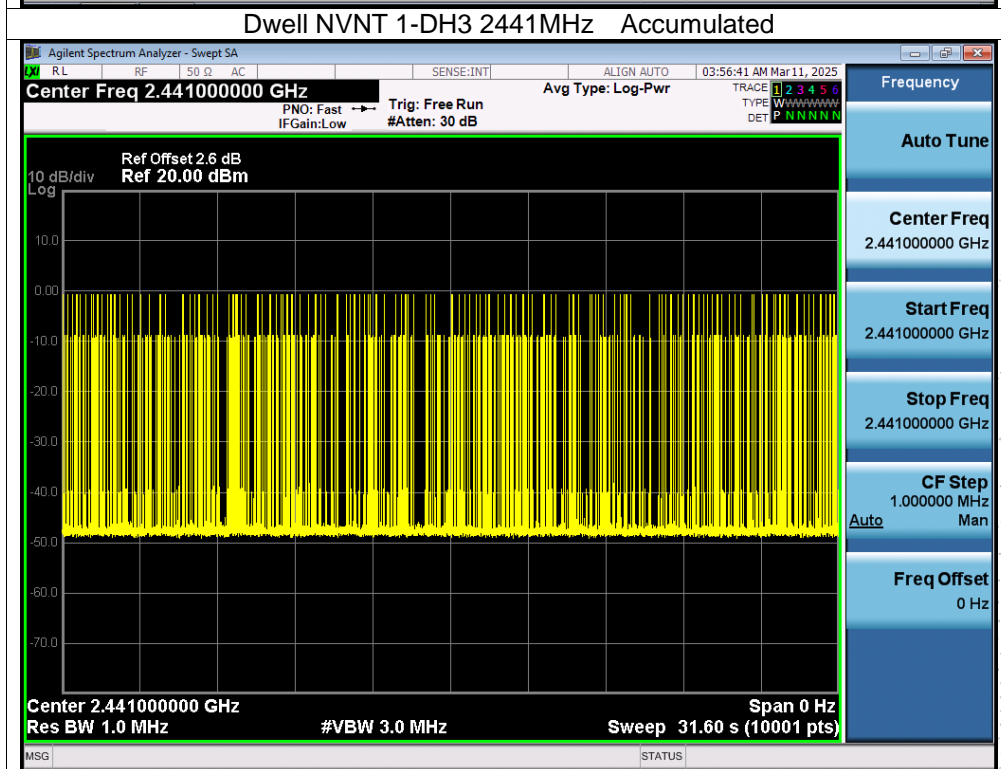 Dwell NVNT 1-DH3 2441MHz Accumulated
Agilent Spectrum Analyzer - Swept SA
LXI RL RF 50 Ω AC SENSE:INT ALIGN AUTO 03:56:41 AM Mar 11, 2025
Center Freq 2.441000000 GHz
PNO: Fast
IFGain:Low
Trig: Free Run
#Atten: 30 dB
Avg Type: Log-Pwr
TRACE 1 2 3 4 5 6
TYPE WWWWWWW
DET P N N N N N
Ref Offset 2.6 dB
10 dB/div Ref 20.00 dBm
Log
10.0
0.00
-10.0
-20.0
-30.0
-40.0
-50.0
-60.0
-70.0
Center 2.441000000 GHz Span 0 Hz
Res BW 1.0 MHz #VBW 3.0 MHz Sweep 31.60 s (10001 pts)
MSG STATUS
Frequency
Auto Tune
Center Freq
2.441000000 GHz
Start Freq
2.441000000 GHz
Stop Freq
2.441000000 GHz
CF Step
1.000000 MHz
Auto Man
Freq Offset
0 Hz